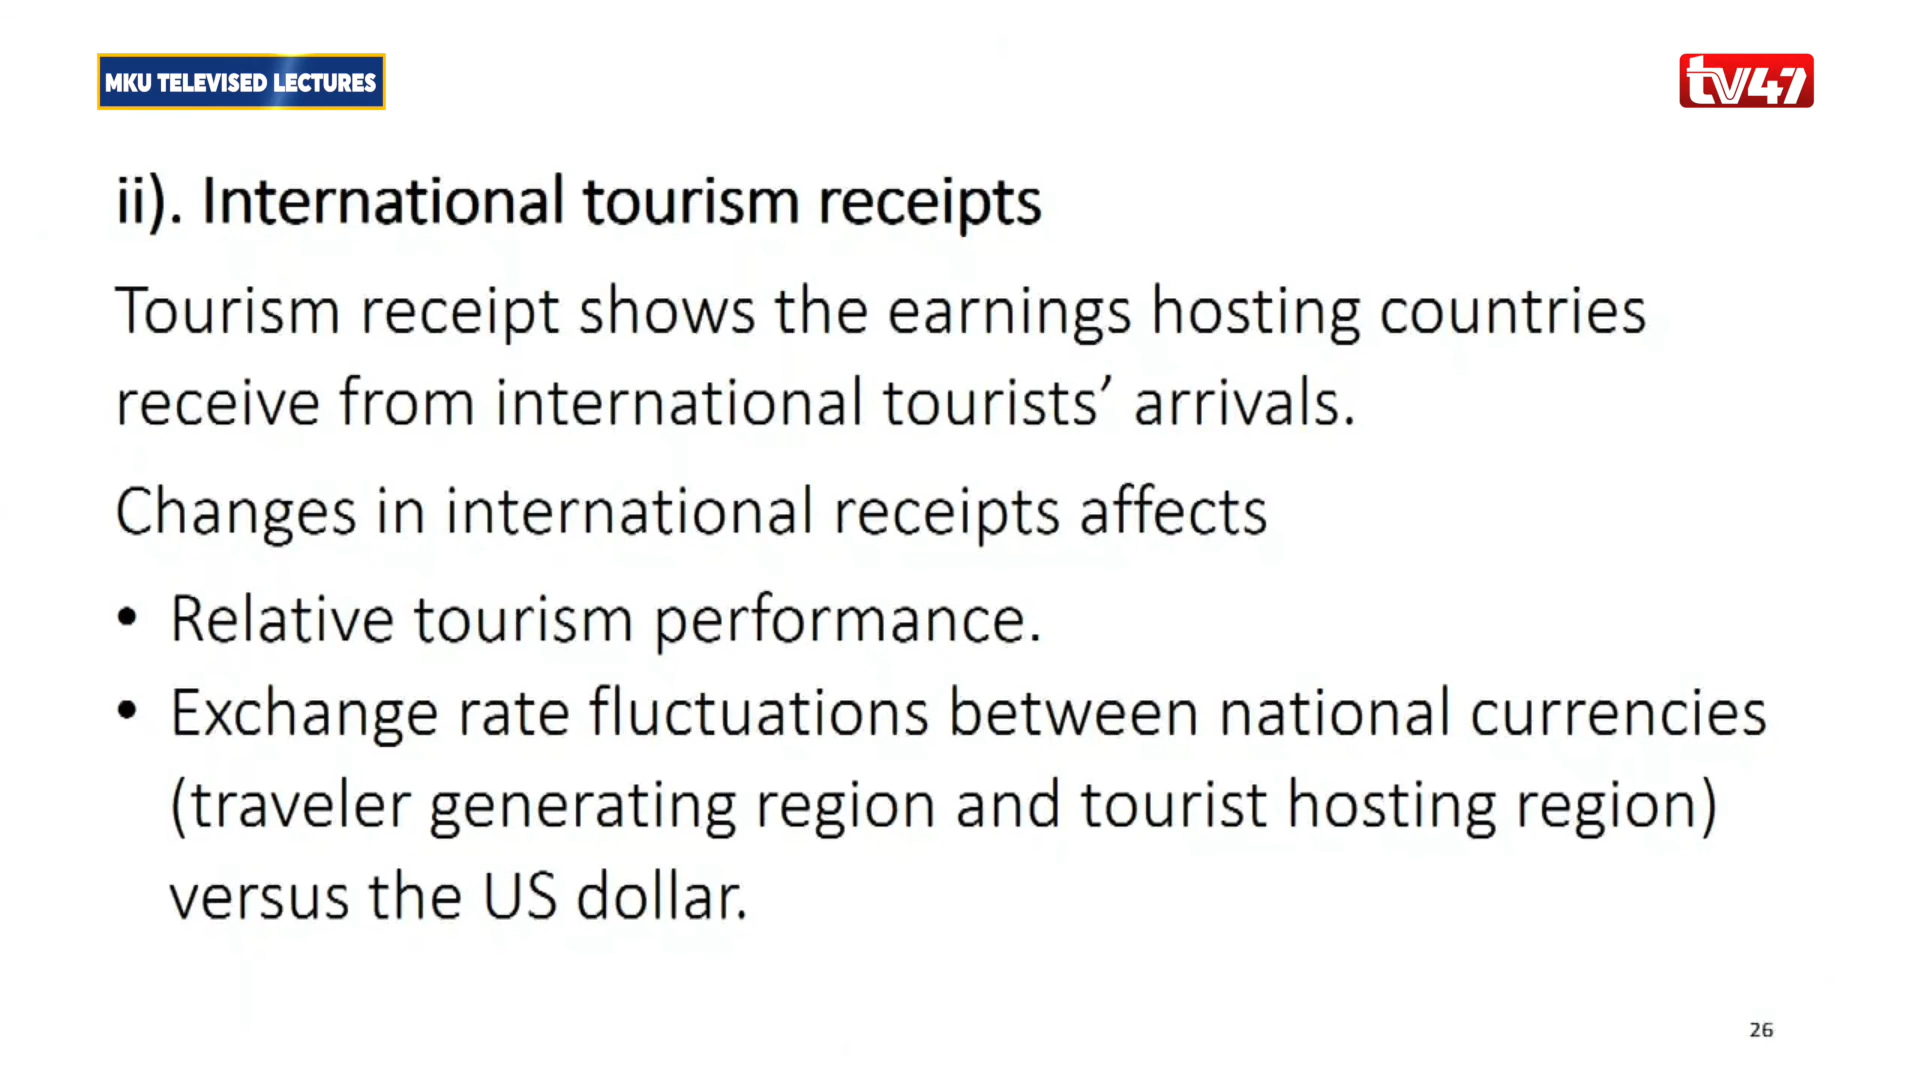 MKU TELEVISED LECTURES
tv47
ii). International tourism receipts
Tourism receipt shows the earnings hosting countries
receive from international tourists’ arrivals.
Changes in international receipts affects
• Relative tourism performance.
• Exchange rate fluctuations between national currencies
(traveler generating region and tourist hosting region)
versus the US dollar.
26